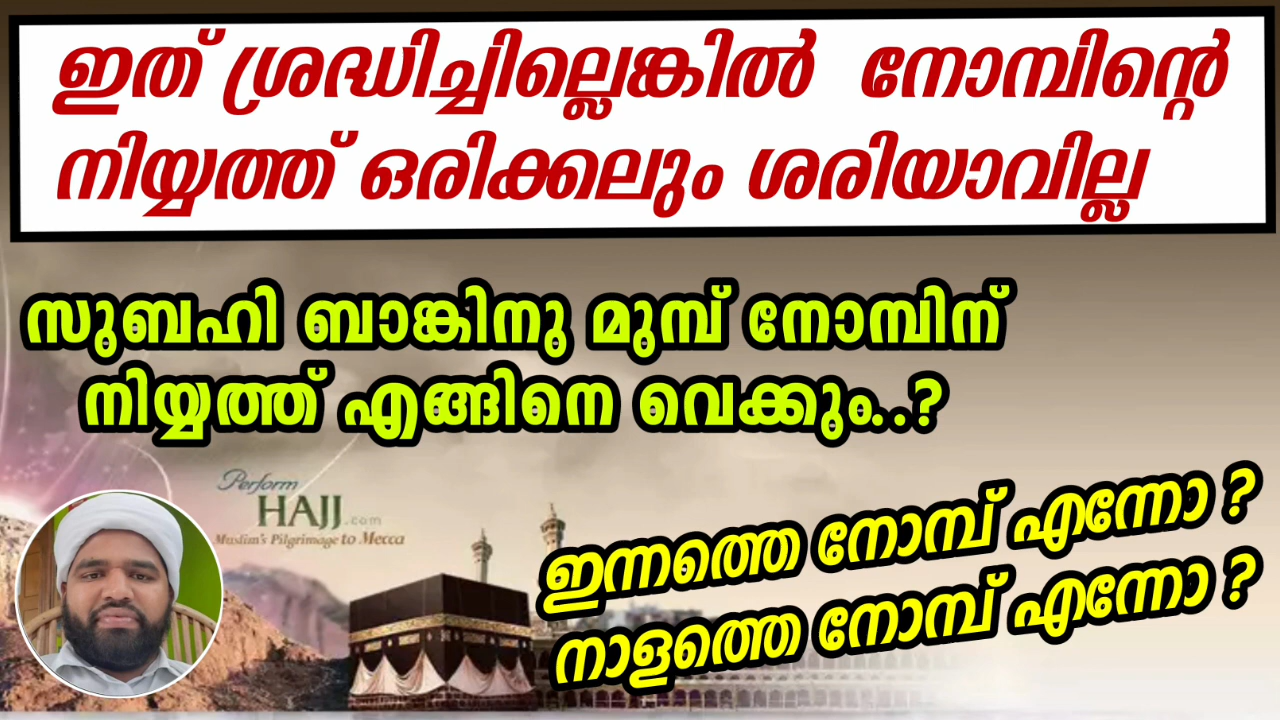 ഇത് ശ്രദ്ധിച്ചില്ലെങ്കിൽ നോമ്പിന്റെ
നിയ്യത്ത് ഒരിക്കലും ശരിയാവില്ല
സുബഹി ബാങ്കിനു മുമ്പ് നോമ്പിന്
നിയ്യത്ത് എങ്ങിനെ വെക്കും..?
Perform
HAJJ.com
Muslim's Pilgrimage to Mecca
ഇന്നത്തെ നോമ്പ് എന്നോ ?
നാളത്തെ നോമ്പ് എന്നോ ?